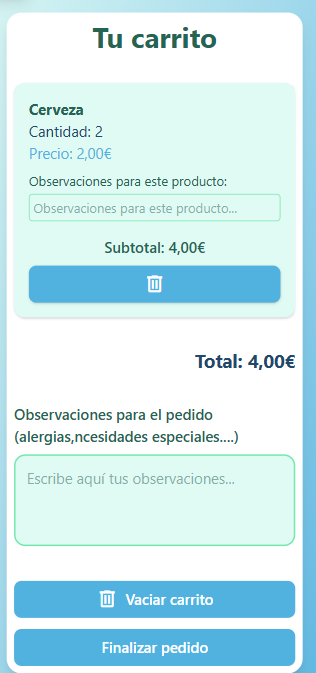 Tu carrito
Cerveza
Cantidad: 2
Precio: 2,00€
Observaciones para este producto:
Observaciones para este producto...
Subtotal: 4,00€
Total: 4,00€
Observaciones para el pedido
(alergias,ncesidades especiales....)
Escribe aquí tus observaciones...
Vaciar carrito
Finalizar pedido